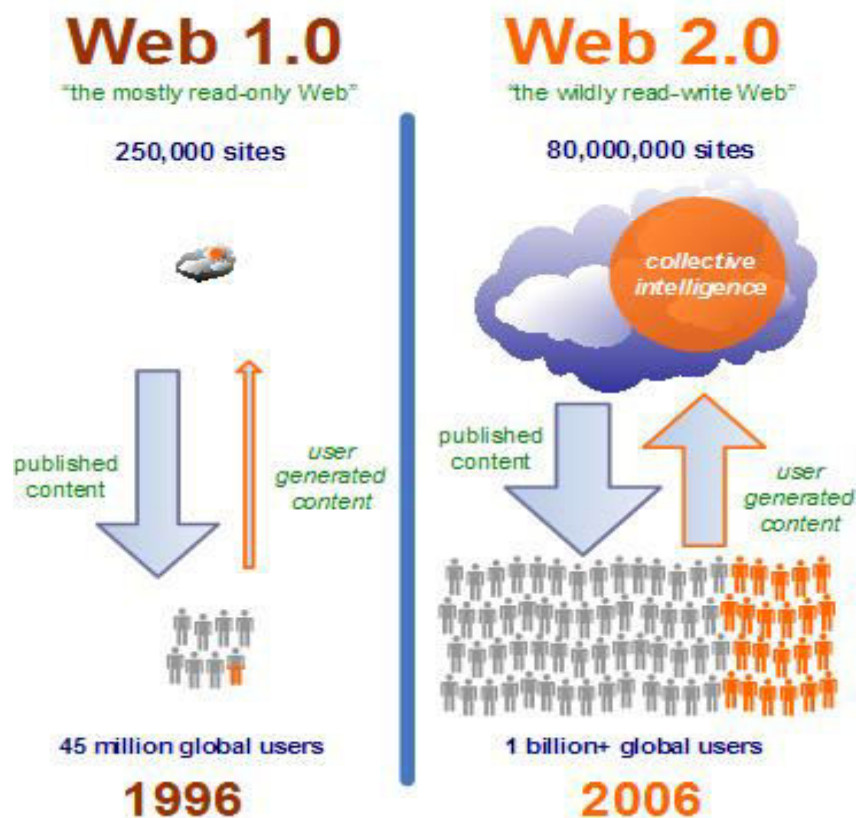 Web 1.0
"the mostly read-only Web"
250,000 sites
published
content
user
generated
content
45 million global users
1996
Web 2.0
"the wildly read-write Web"
80,000,000 sites
collective
intelligence
published
content
user
generated
content
1 billion+ global users
2006